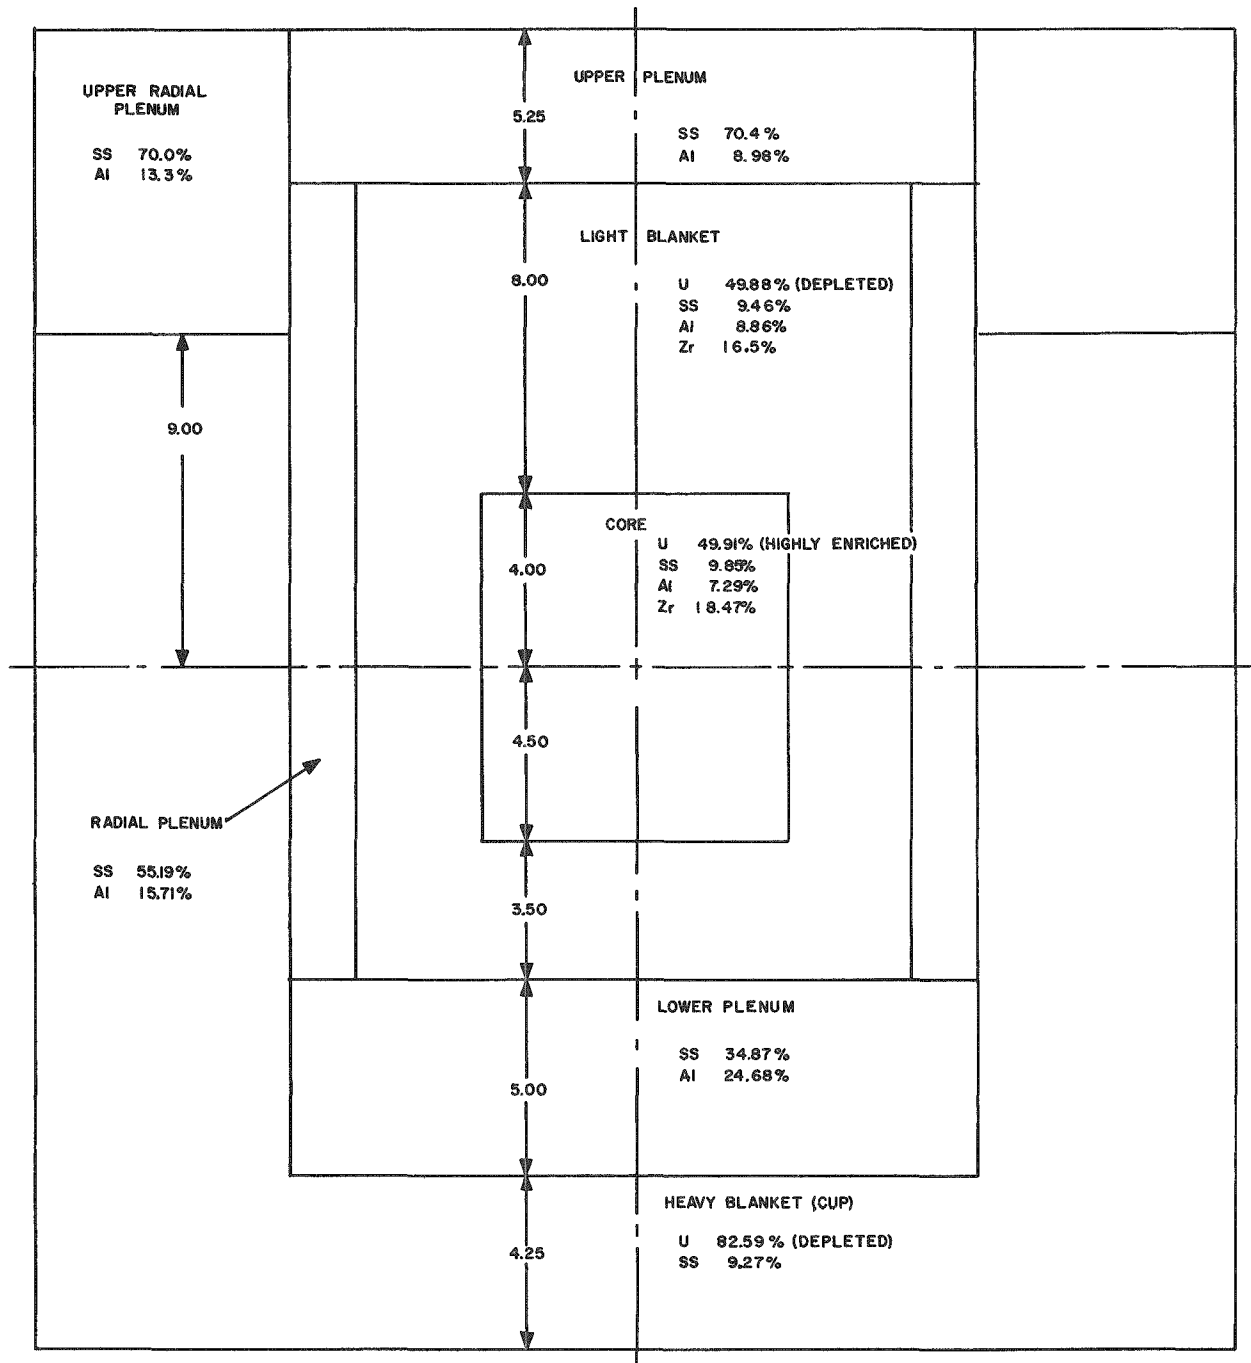 UPPER RADIAL
PLENUM
SS 70.0%
Al 13.3%
5.25
UPPER PLENUM
SS 70.4%
Al 8.98%
LIGHT BLANKET
8.00
U 49.88% (DEPLETED)
SS 9.46%
Al 8.86%
Zr 16.5%
9.00
CORE
U 49.91% (HIGHLY ENRICHED)
SS 9.85%
Al 7.29%
Zr 18.47%
4.00
4.50
RADIAL PLENUM
SS 55.19%
Al 15.71%
3.50
LOWER PLENUM
SS 34.87%
Al 24.68%
5.00
HEAVY BLANKET (CUP)
U 82.59% (DEPLETED)
SS 9.27%
4.25